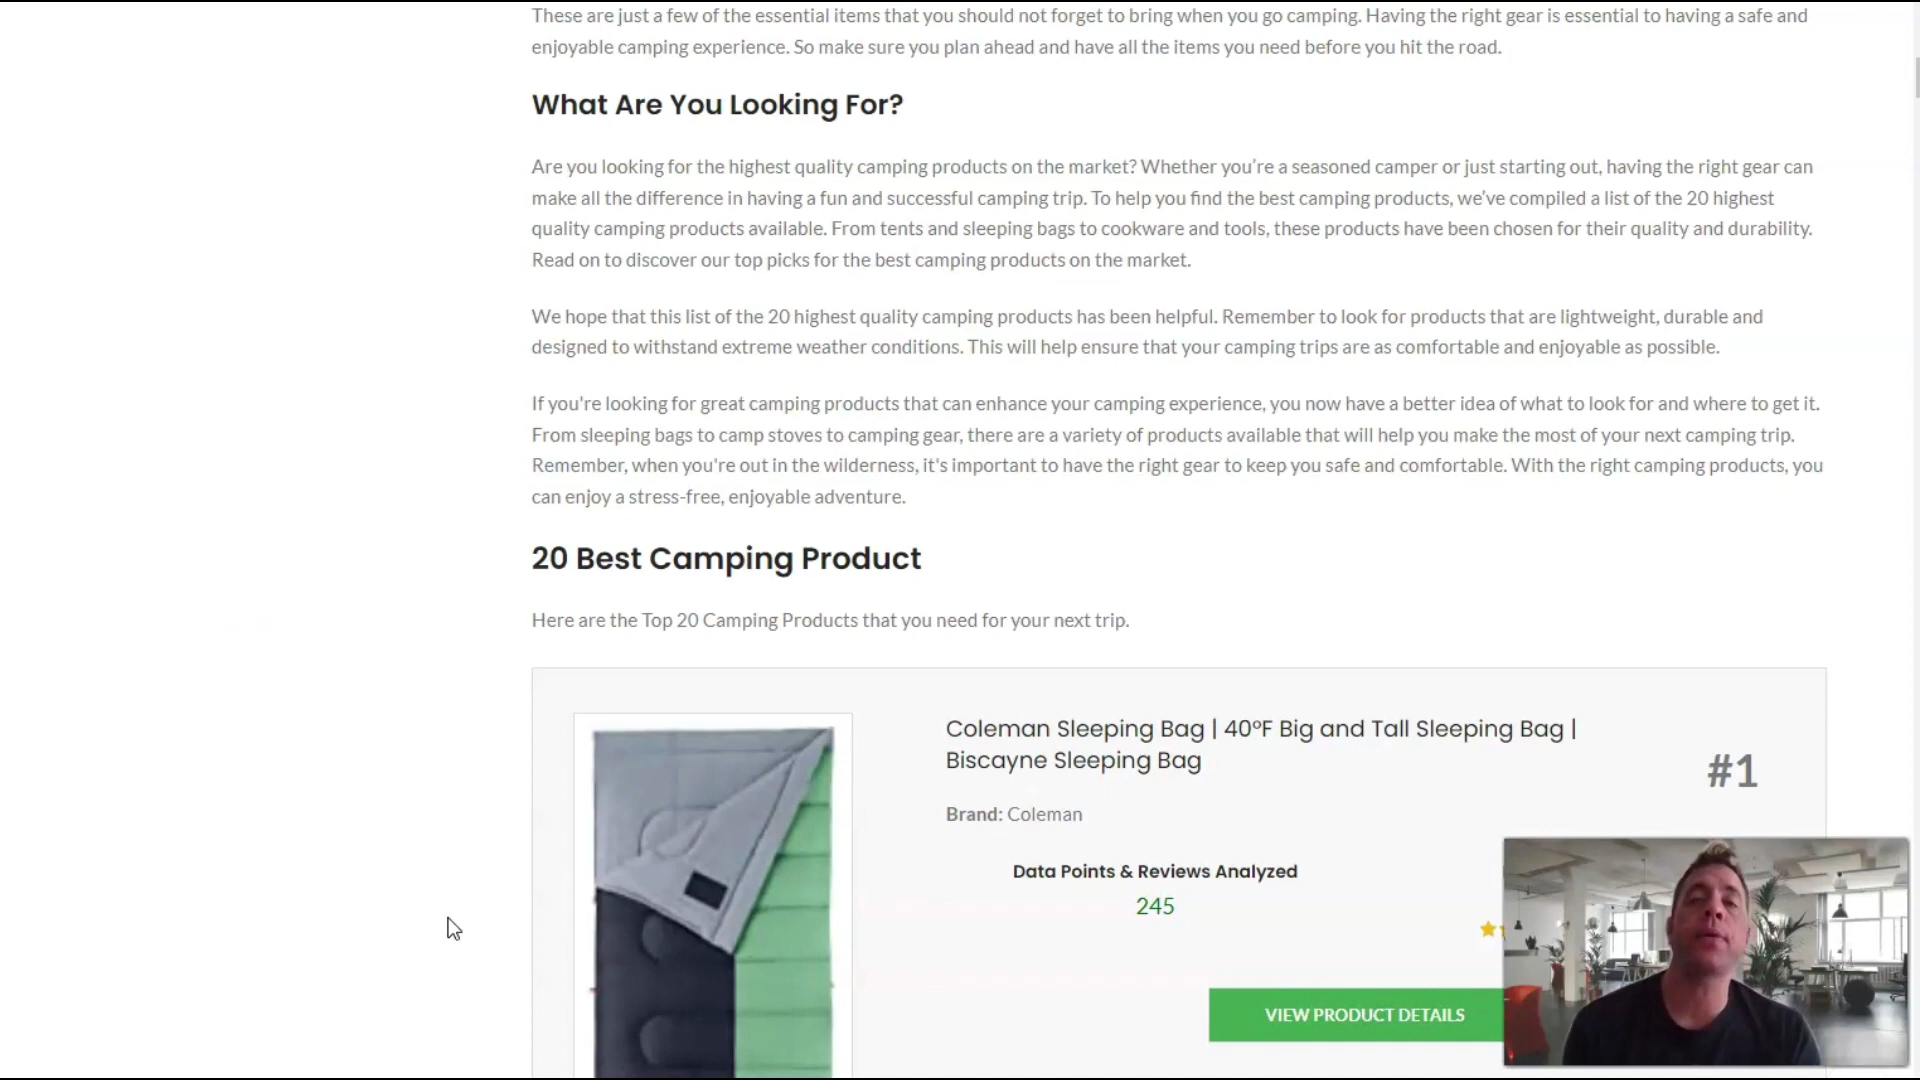 These are just a few of the essential items that you should not forget to bring when you go camping. Having the right gear is essential to having a safe and
enjoyable camping experience. So make sure you plan ahead and have all the items you need before you hit the road.
What Are You Looking For?
Are you looking for the highest quality camping products on the market? Whether you’re a seasoned camper or just starting out, having the right gear can
make all the difference in having a fun and successful camping trip. To help you find the best camping products, we’ve compiled a list of the 20 highest
quality camping products available. From tents and sleeping bags to cookware and tools, these products have been chosen for their quality and durability.
Read on to discover our top picks for the best camping products on the market.
We hope that this list of the 20 highest quality camping products has been helpful. Remember to look for products that are lightweight, durable and
designed to withstand extreme weather conditions. This will help ensure that your camping trips are as comfortable and enjoyable as possible.
If you're looking for great camping products that can enhance your camping experience, you now have a better idea of what to look for and where to get it.
From sleeping bags to camp stoves to camping gear, there are a variety of products available that will help you make the most of your next camping trip.
Remember, when you're out in the wilderness, it's important to have the right gear to keep you safe and comfortable. With the right camping products, you
can enjoy a stress-free, enjoyable adventure.
20 Best Camping Product
Here are the Top 20 Camping Products that you need for your next trip.
Coleman Sleeping Bag | 40°F Big and Tall Sleeping Bag |
Biscayne Sleeping Bag
#1
Brand: Coleman
Data Points & Reviews Analyzed
245
VIEW PRODUCT DETAILS